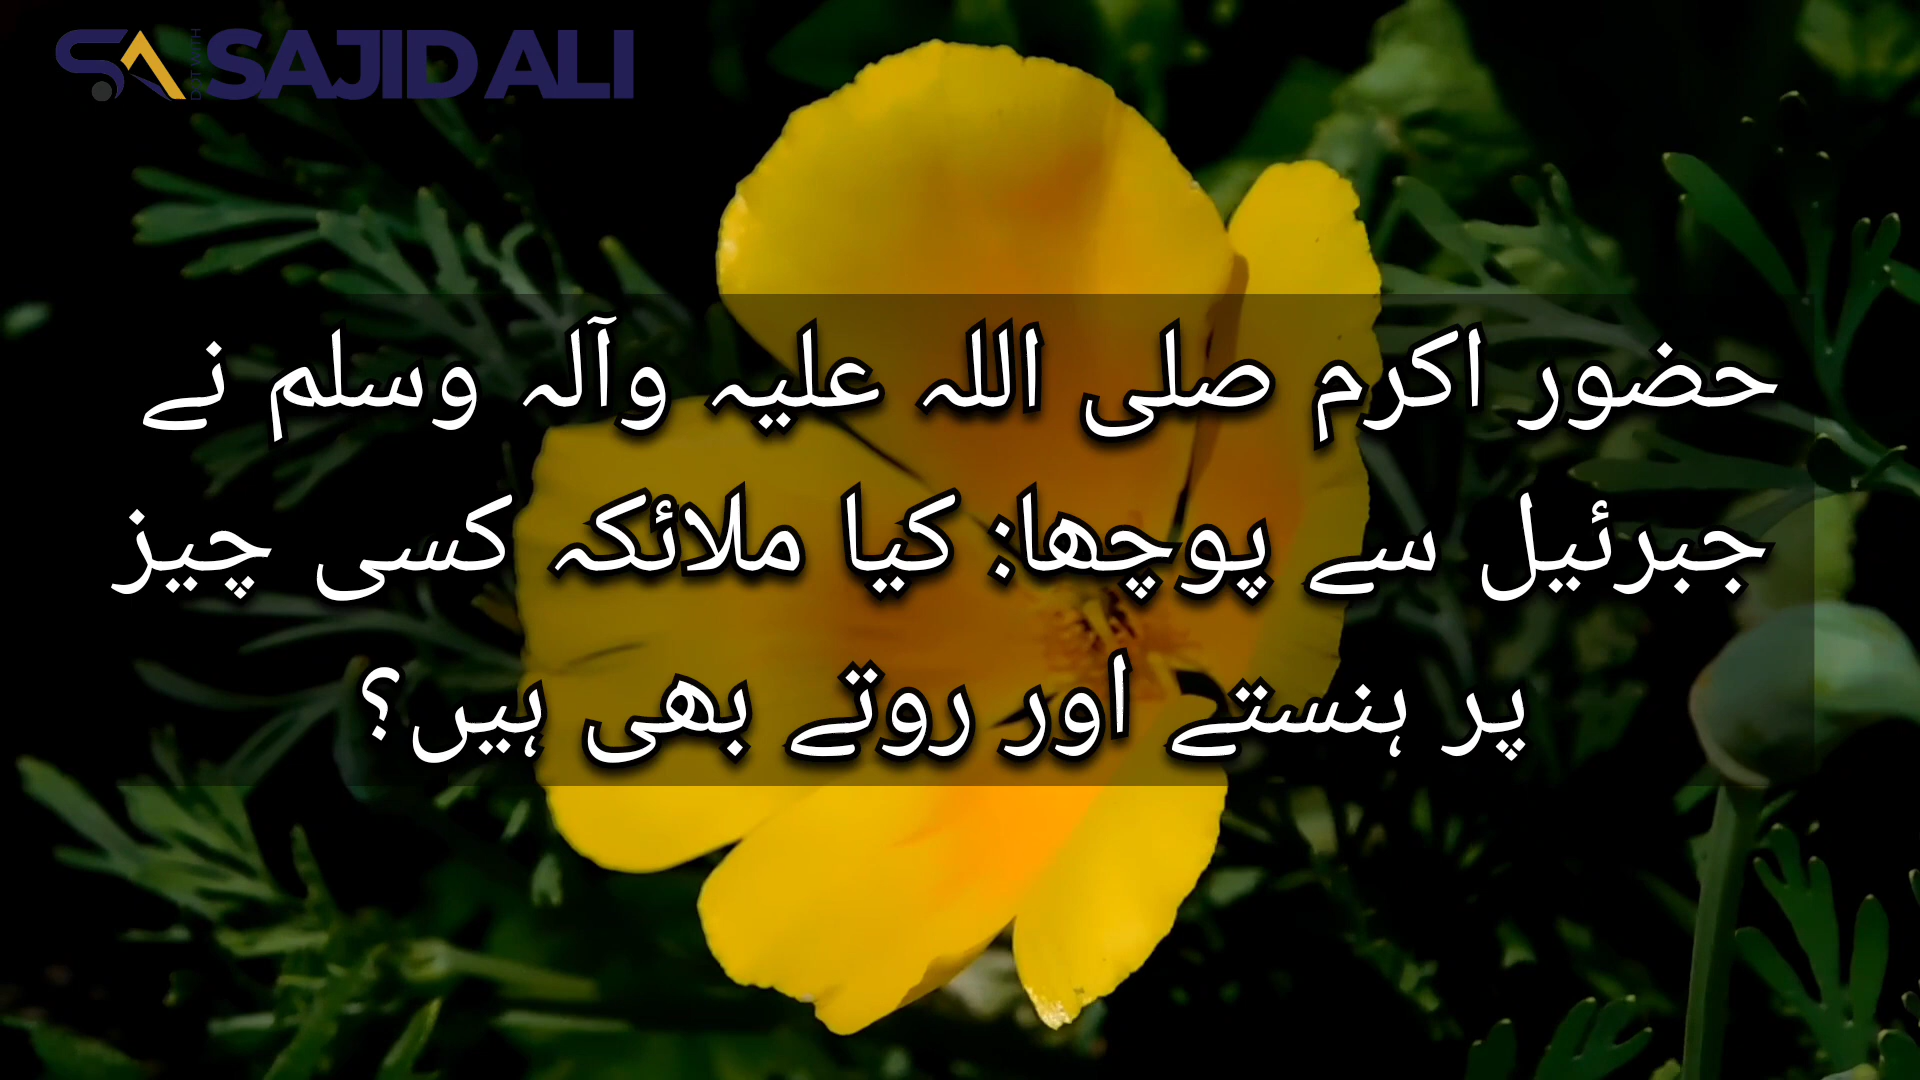 SAJID ALI
حضور اکرم صلی اللہ علیہ وآلہ وسلم نے
جبرئیل سے پوچھا: کیا ملائکہ کسی چیز
پر ہنستے اور روتے بھی ہیں؟